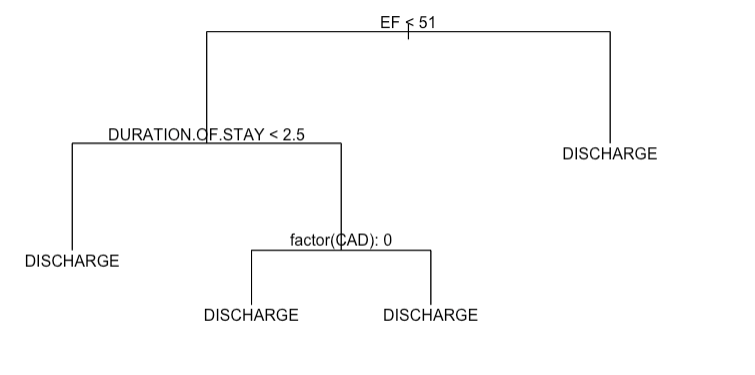 EF < 51
DURATION.OF.STAY < 2.5
DISCHARGE
factor(CAD): 0
DISCHARGE
DISCHARGE
DISCHARGE